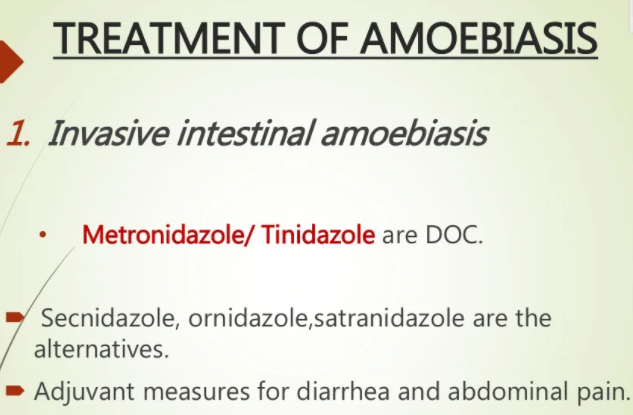 TREATMENT OF AMOEBIASIS
1. Invasive intestinal amoebiasis
• Metronidazole/ Tinidazole are DOC.
Secnidazole, ornidazole,satranidazole are the
alternatives.
Adjuvant measures for diarrhea and abdominal pain.